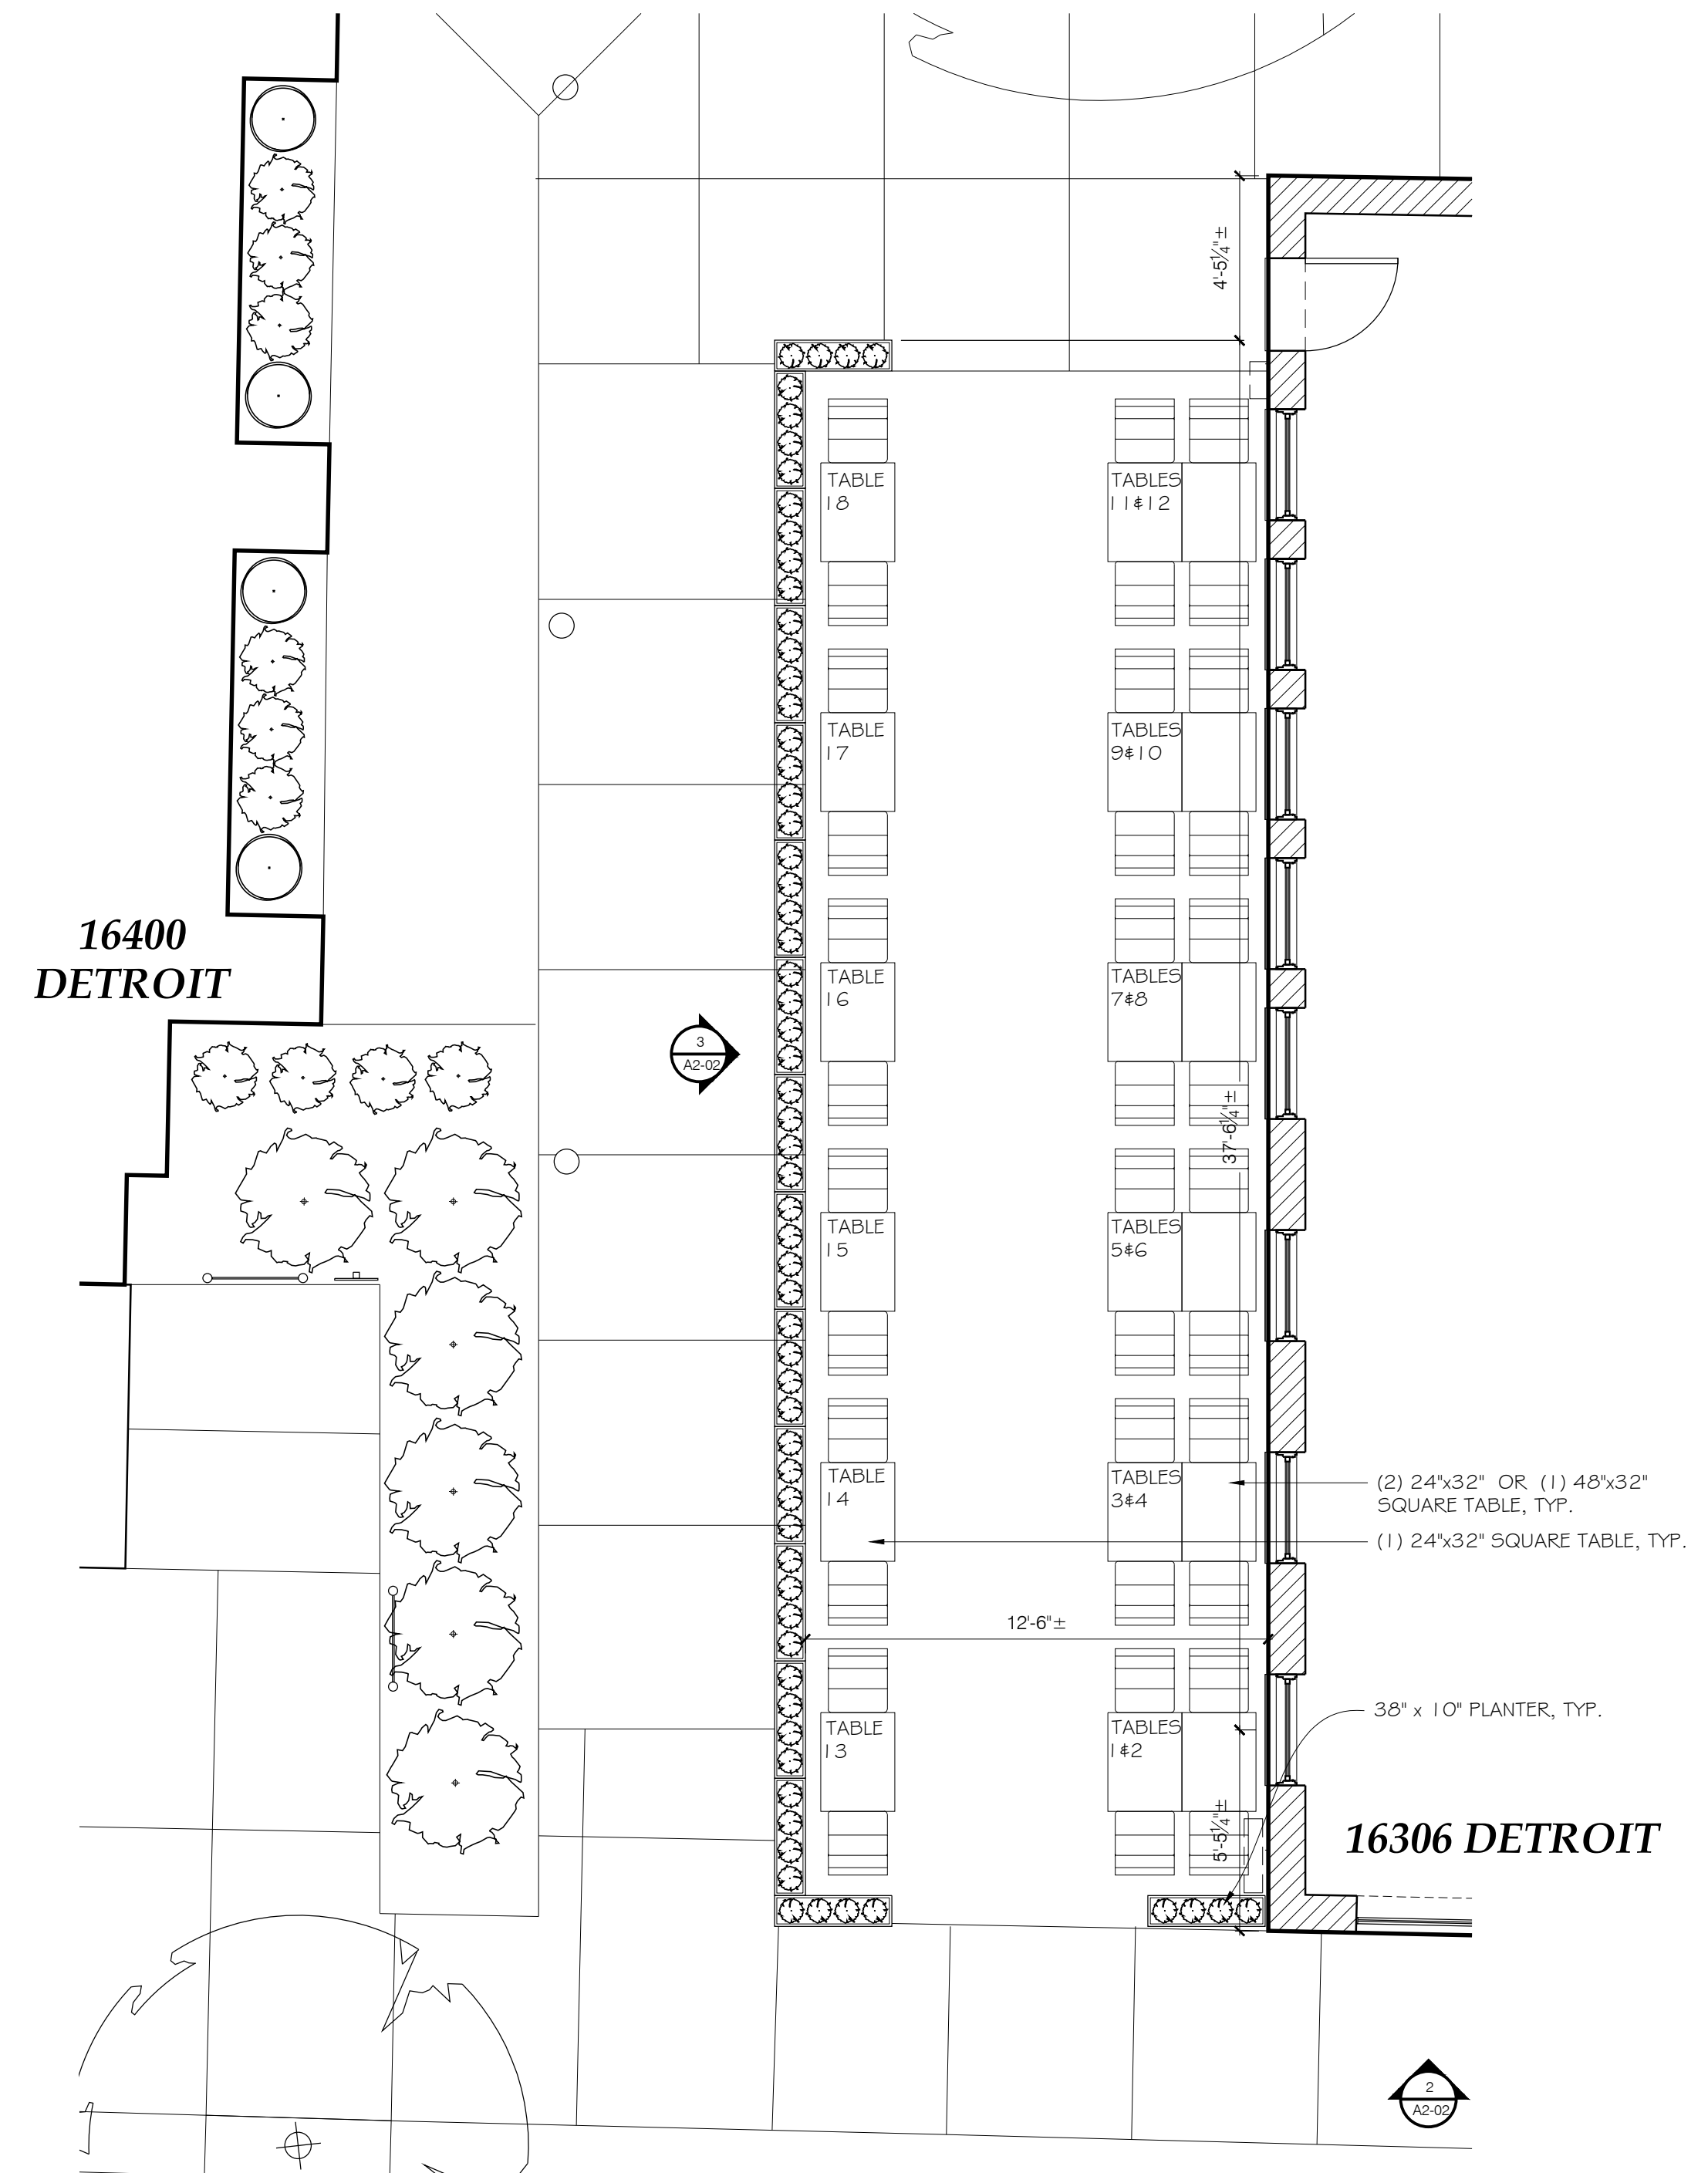 4'-5¼"±
TABLE
18
TABLES
11&12
TABLE
17
TABLES
9&10
16400
DETROIT
TABLE
16
TABLES
7&8
3
A2-02
37'-6¼"±
TABLE
15
TABLES
5&6
TABLE
14
TABLES
3&4
(2) 24"x32" OR (1) 48"x32"
SQUARE TABLE, TYP.
(1) 24"x32" SQUARE TABLE, TYP.
12'-6"±
38" x 10" PLANTER, TYP.
TABLE
13
TABLES
1&2
5'-5¼"±
16306 DETROIT
2
A2-02